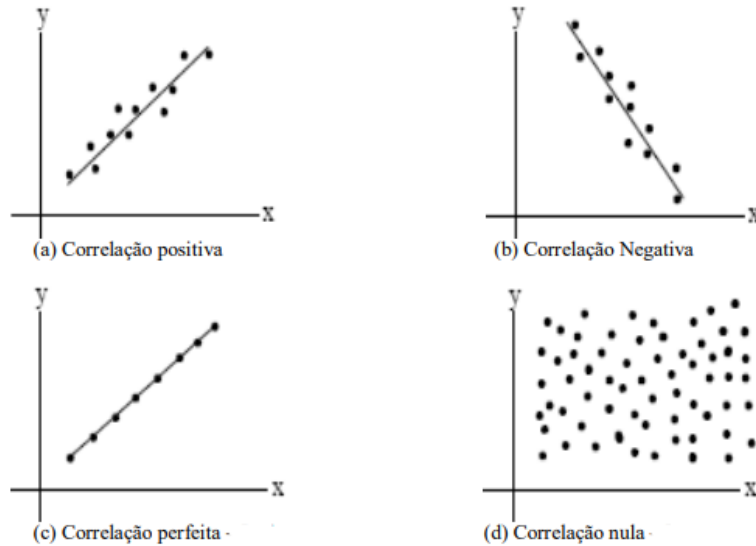 y
x
(a) Correlação positiva
y
x
(b) Correlação Negativa
y
x
(c) Correlação perfeita -
y
x
(d) Correlação nula